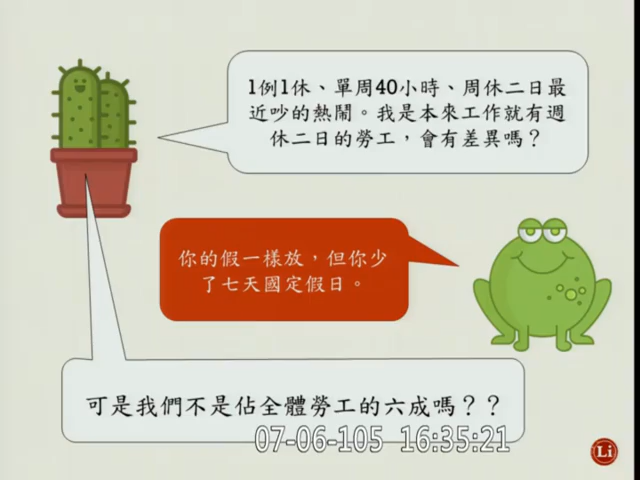 1例1休、單周40小時、周休二日最
近吵的熱鬧。我是本來工作就有週
休二日的勞工，會有差異嗎？
你的假一樣放，但你少
了七天國定假日。
可是我們不是佔全體勞工的六成嗎？？
07-06-105 16:35:21
Li